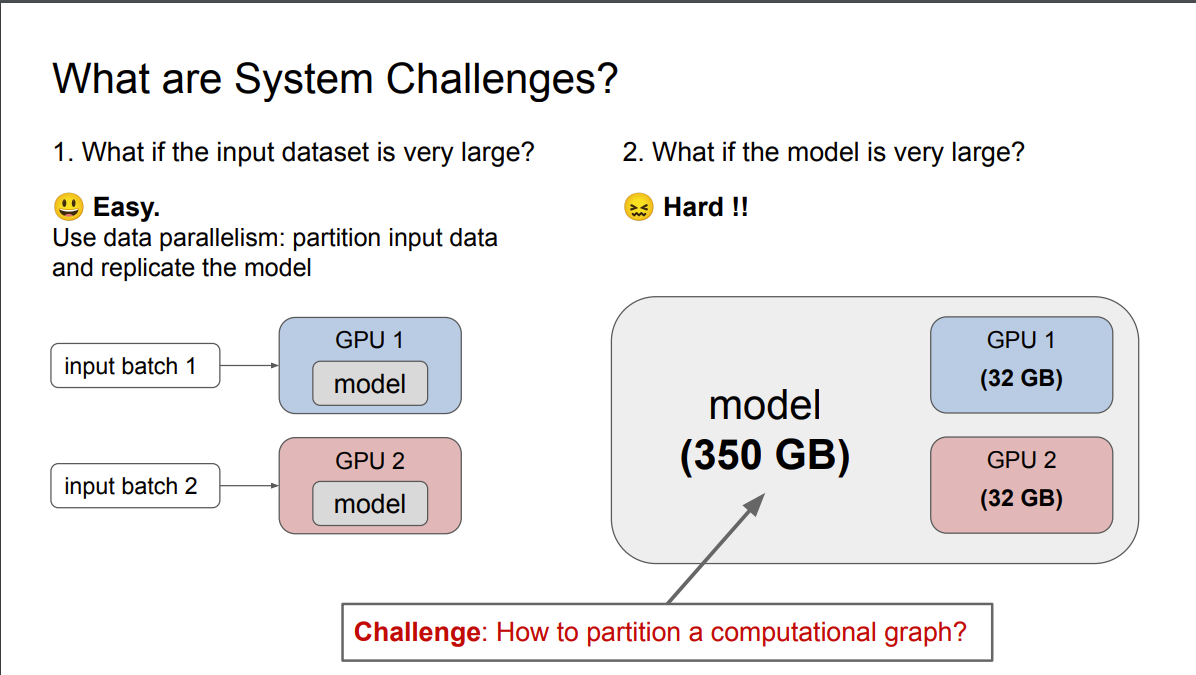 What are System Challenges?
1. What if the input dataset is very large?
Easy.
Use data parallelism: partition input data
and replicate the model
input batch 1
GPU 1
model
input batch 2
GPU 2
model
2. What if the model is very large?
Hard !!
model
(350 GB)
GPU 1
(32 GB)
GPU 2
(32 GB)
Challenge: How to partition a computational graph?